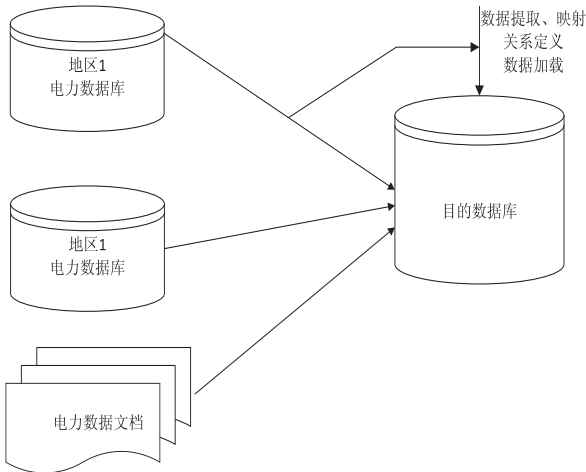 数据提取、映射
关系定义
数据加载
地区1
电力数据库
目的数据库
地区1
电力数据库
电力数据文档